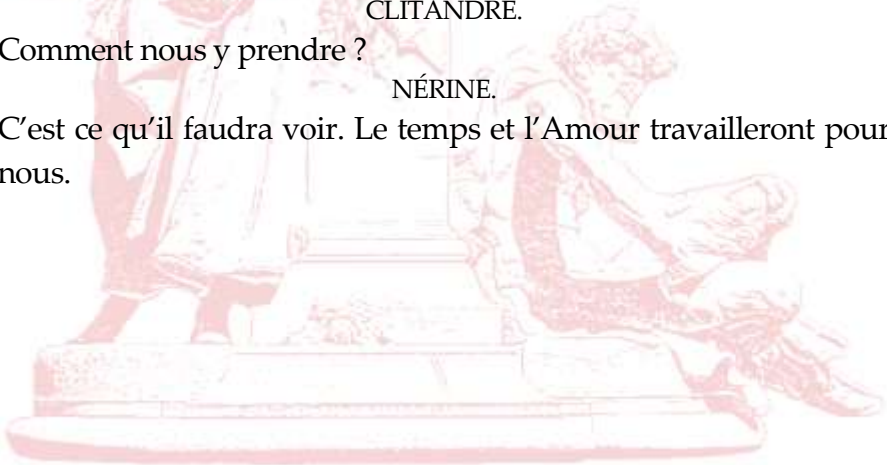 CLITANDRE.
Comment nous y prendre ?
NÉRINE.
C’est ce qu’il faudra voir. Le temps et l’Amour travailleront pour
nous.